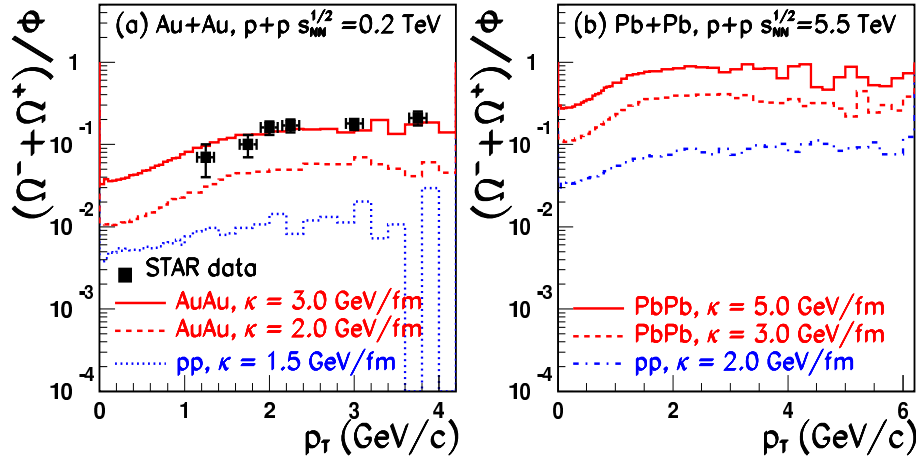 (a) Au+Au, p+p s_NN^1/2 =0.2 TeV
(Ω⁻+Ω⁺)/Φ
1
10⁻¹
10⁻²
10⁻³
10⁻⁴
STAR data
AuAu, κ = 3.0 GeV/fm
AuAu, κ = 2.0 GeV/fm
pp, κ = 1.5 GeV/fm
0 1 2 3 4
p_T (GeV/c)
(b) Pb+Pb, p+p s_NN^1/2 =5.5 TeV
(Ω⁻+Ω⁺)/Φ
1
10⁻¹
10⁻²
10⁻³
10⁻⁴
PbPb, κ = 5.0 GeV/fm
PbPb, κ = 3.0 GeV/fm
pp, κ = 2.0 GeV/fm
0 2 4 6
p_T (GeV/c)